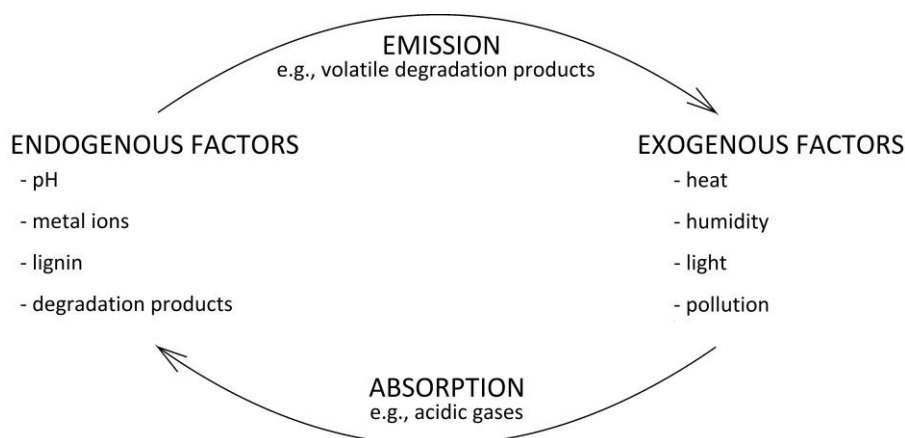 EMISSION
e.g., volatile degradation products
ENDOGENOUS FACTORS
- pH
- metal ions
- lignin
- degradation products
EXOGENOUS FACTORS
- heat
- humidity
- light
- pollution
ABSORPTION
e.g., acidic gases